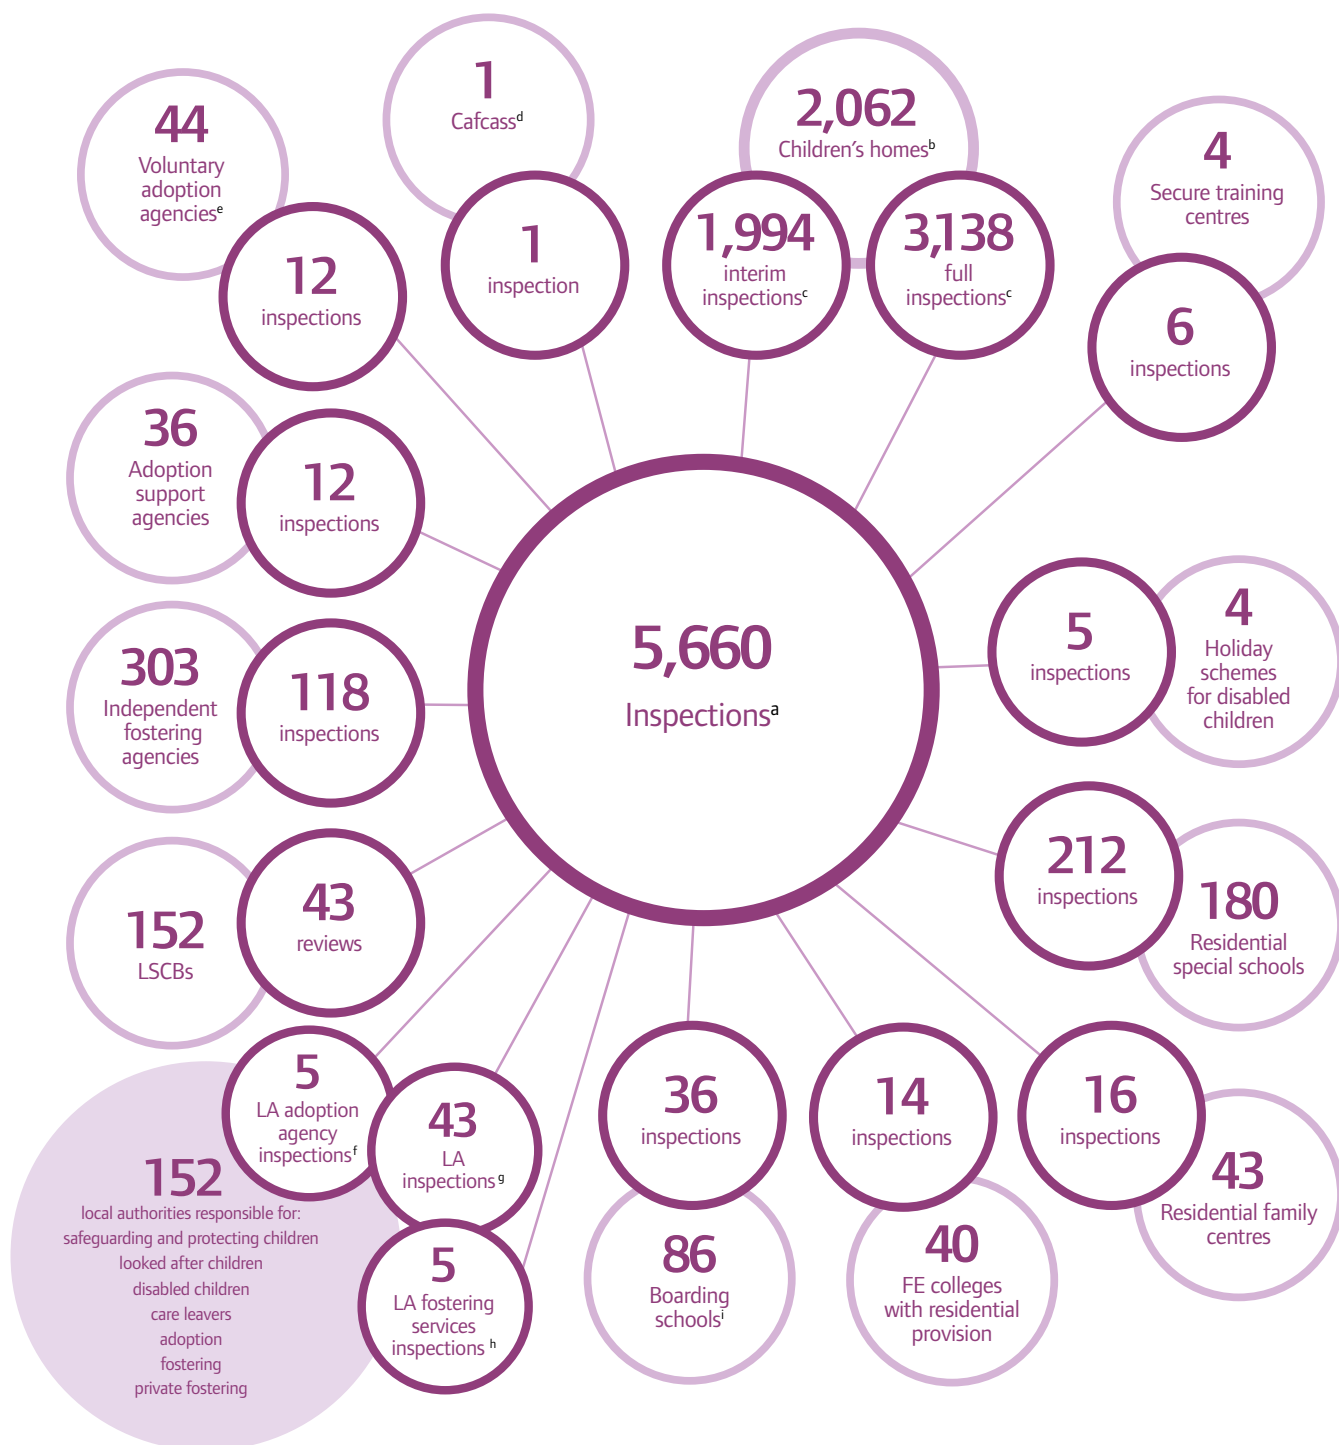 44
Voluntary
adoption
agenciesᵉ
12
inspections
1
Cafcassᵈ
1
inspection
2,062
Children's homesᵇ
1,994
interim
inspectionsᶜ
3,138
full
inspectionsᶜ
4
Secure training
centres
6
inspections
36
Adoption
support
agencies
12
inspections
303
Independent
fostering
agencies
118
inspections
5,660
Inspectionsᵃ
5
inspections
4
Holiday
schemes
for disabled
children
212
inspections
180
Residential
special schools
152
LSCBs
43
reviews
5
LA adoption
agency
inspectionsᶠ
43
LA
inspectionsᵍ
5
LA fostering
services
inspectionsʰ
152
local authorities responsible for:
safeguarding and protecting children
looked after children
disabled children
care leavers
adoption
fostering
private fostering
36
inspections
86
Boarding
schoolsⁱ
14
inspections
40
FE colleges
with residential
provision
16
inspections
43
Residential family
centres